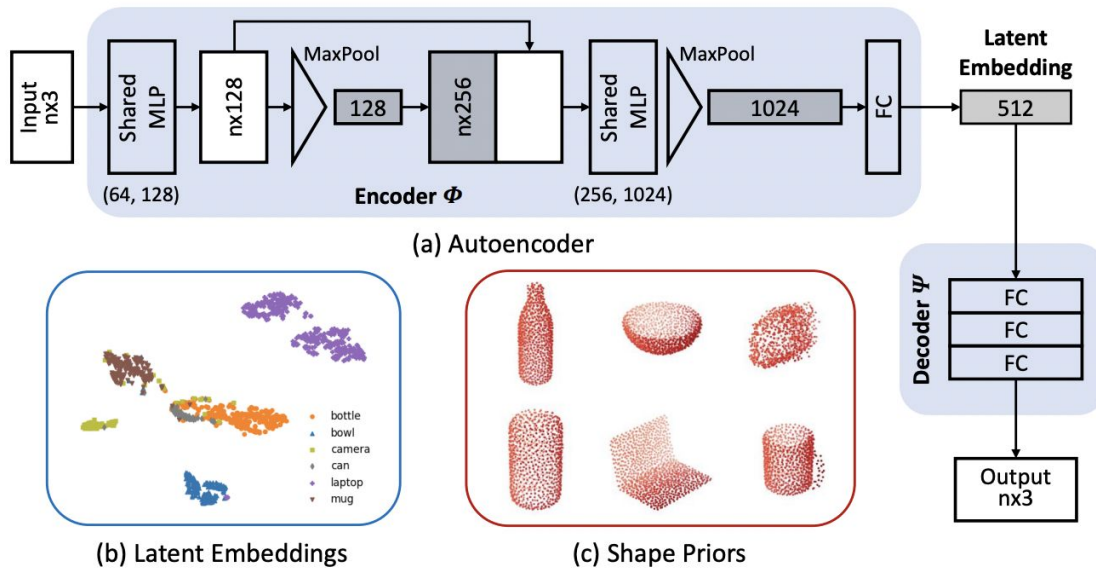 Input
nx3
Shared
MLP
(64, 128)
nx128
MaxPool
128
nx256
Shared
MLP
(256, 1024)
MaxPool
1024
FC
Encoder Φ
Latent
Embedding
512
(a) Autoencoder
Decoder Ψ
FC
FC
FC
Output
nx3
bottle
bowl
camera
can
laptop
mug
(b) Latent Embeddings
(c) Shape Priors